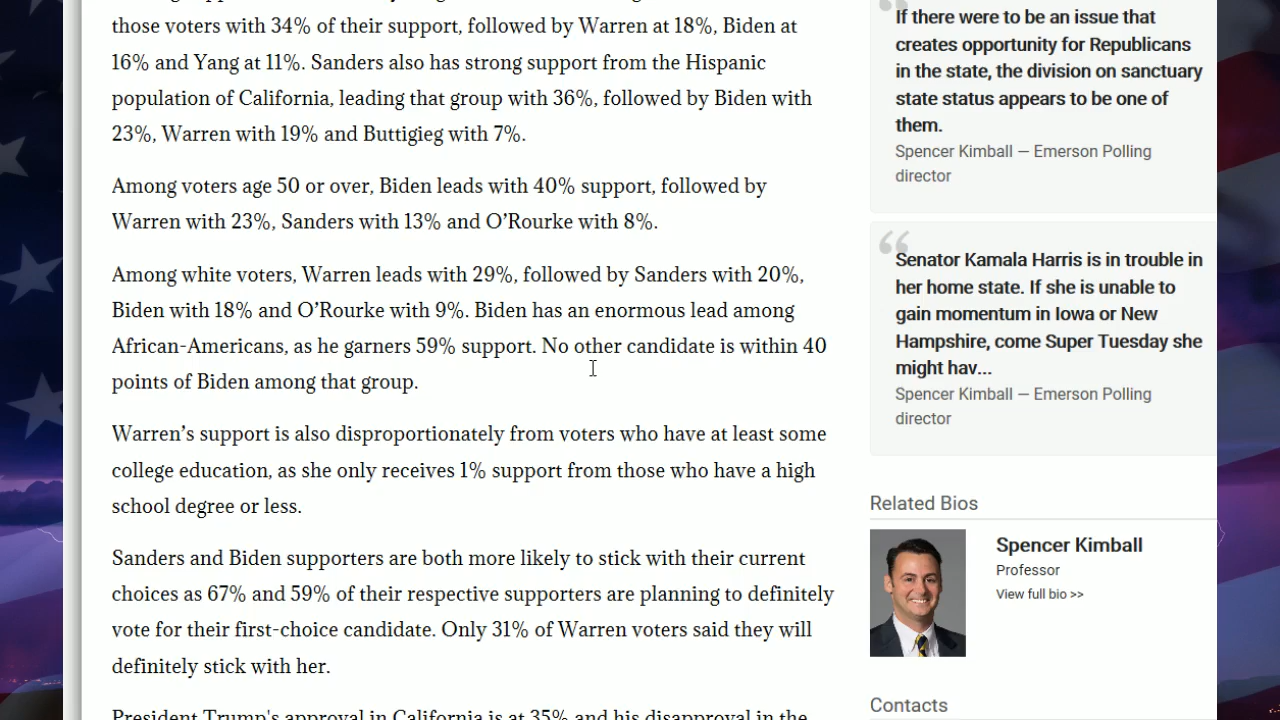 those voters with 34% of their support, followed by Warren at 18%, Biden at
16% and Yang at 11%. Sanders also has strong support from the Hispanic
population of California, leading that group with 36%, followed by Biden with
23%, Warren with 19% and Buttigieg with 7%.
Among voters age 50 or over, Biden leads with 40% support, followed by
Warren with 23%, Sanders with 13% and O’Rourke with 8%.
Among white voters, Warren leads with 29%, followed by Sanders with 20%,
Biden with 18% and O’Rourke with 9%. Biden has an enormous lead among
African-Americans, as he garners 59% support. No other candidate is within 40
points of Biden among that group.
Warren’s support is also disproportionately from voters who have at least some
college education, as she only receives 1% support from those who have a high
school degree or less.
Sanders and Biden supporters are both more likely to stick with their current
choices as 67% and 59% of their respective supporters are planning to definitely
vote for their first-choice candidate. Only 31% of Warren voters said they will
definitely stick with her.
President Trump's approval in California is at 35% and his disapproval in the
“
If there were to be an issue that
creates opportunity for Republicans
in the state, the division on sanctuary
state status appears to be one of
them.
Spencer Kimball — Emerson Polling
director
“
Senator Kamala Harris is in trouble in
her home state. If she is unable to
gain momentum in Iowa or New
Hampshire, come Super Tuesday she
might hav...
Spencer Kimball — Emerson Polling
director
Related Bios
Spencer Kimball
Professor
View full bio >>
Contacts